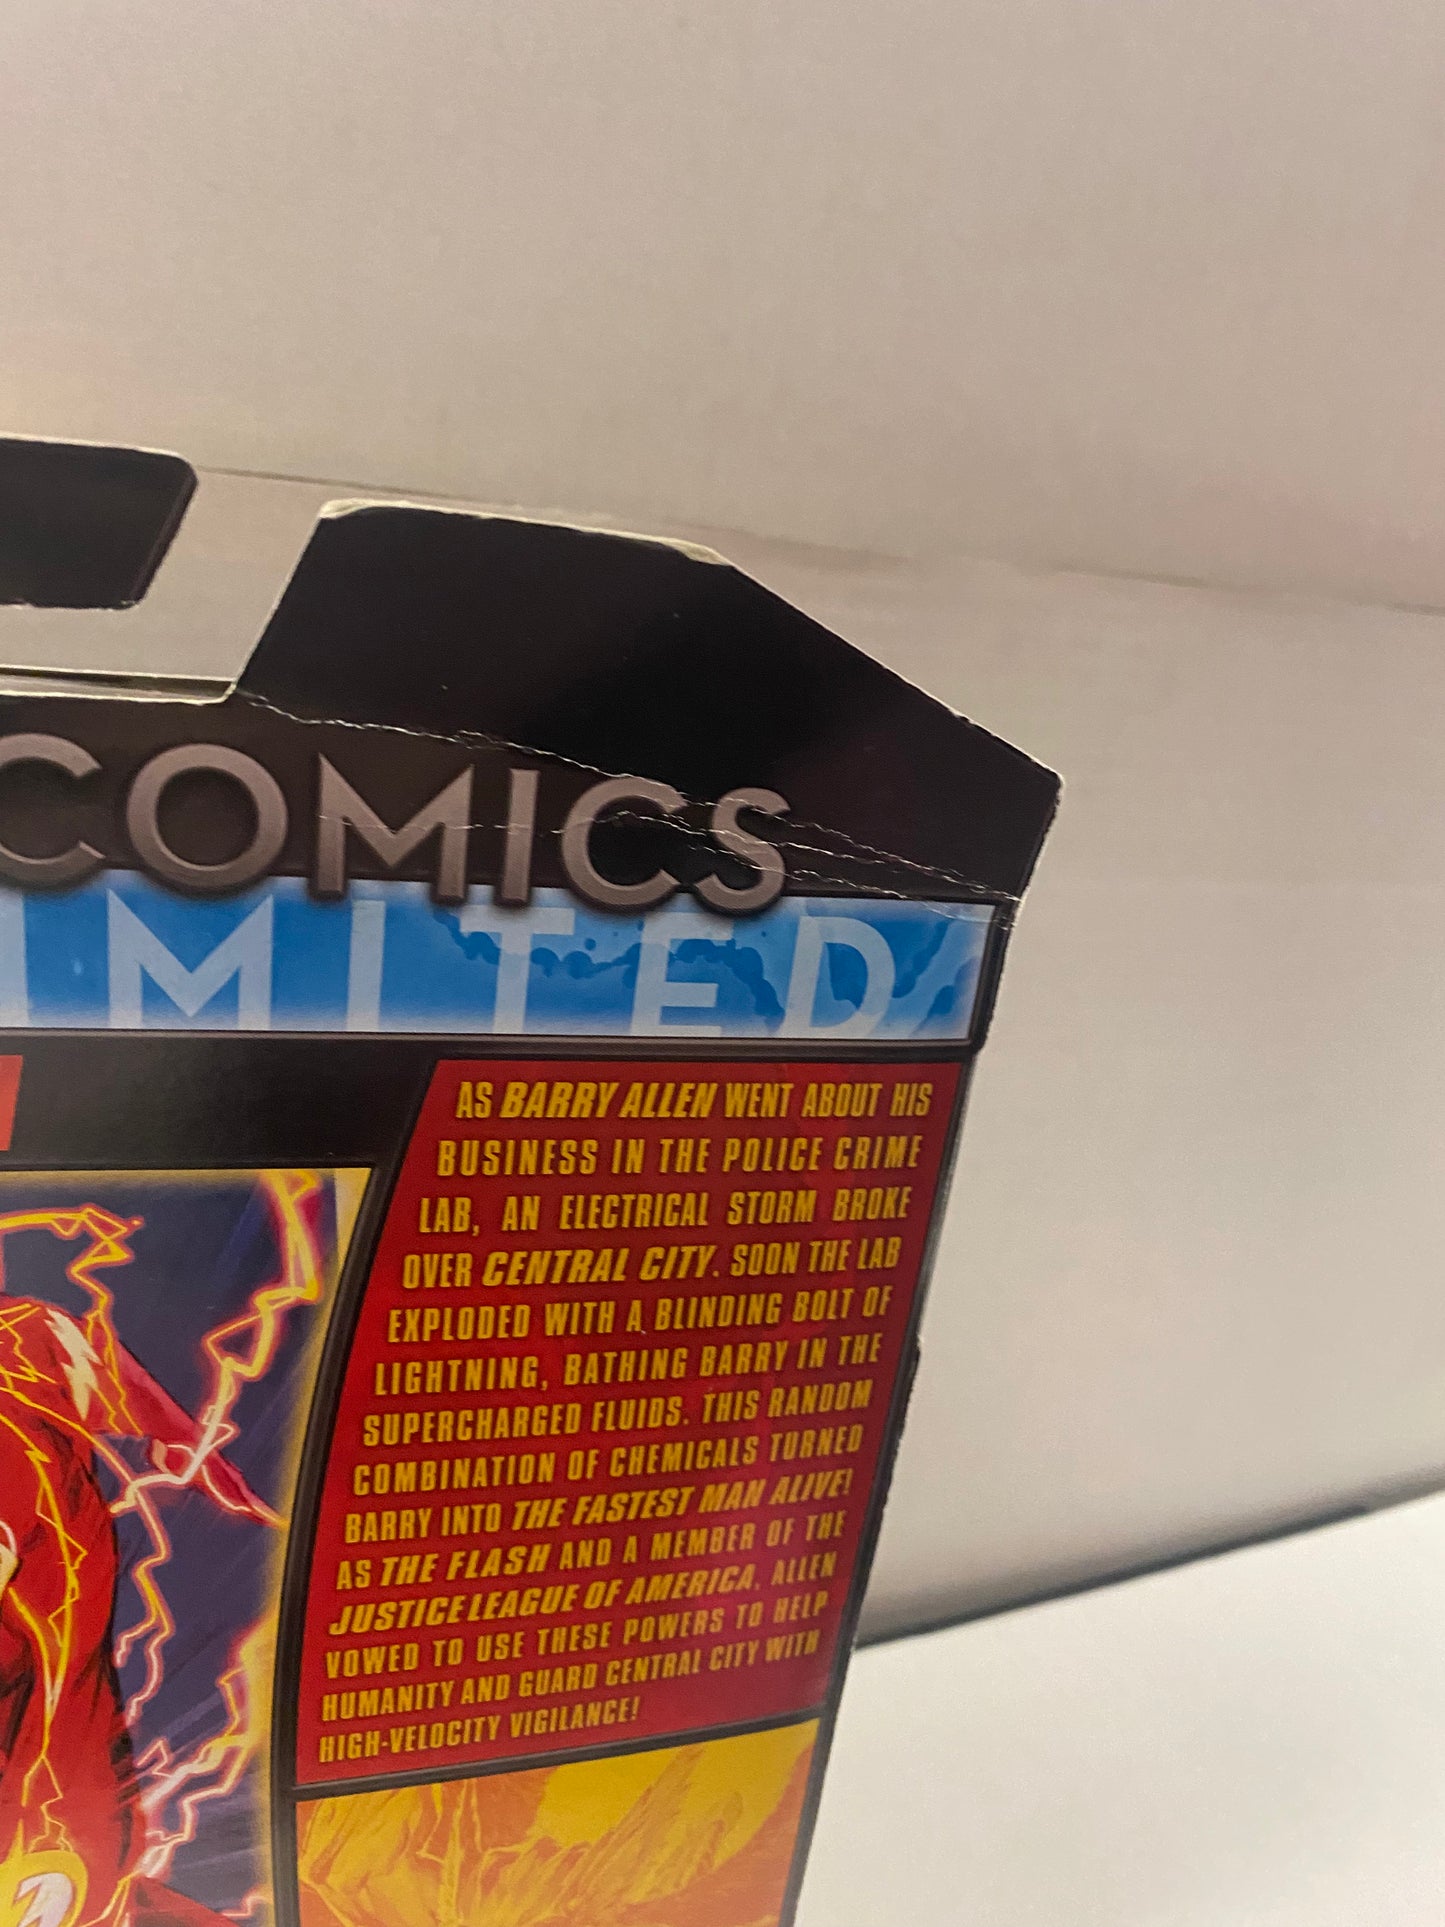 COMICS
IMITED
AS BARRY ALLEN WENT ABOUT HIS
BUSINESS IN THE POLICE CRIME
LAB, AN ELECTRICAL STORM BROKE
OVER CENTRAL CITY. SOON THE LAB
EXPLODED WITH A BLINDING BOLT OF
LIGHTNING, BATHING BARRY IN THE
SUPERCHARGED FLUIDS. THIS RANDOM
COMBINATION OF CHEMICALS TURNED
BARRY INTO THE FASTEST MAN ALIVE!
AS THE FLASH AND A MEMBER OF THE
JUSTICE LEAGUE OF AMERICA, ALLEN
VOWED TO USE THESE POWERS TO HELP
HUMANITY AND GUARD CENTRAL CITY WITH
HIGH-VELOCITY VIGILANCE!